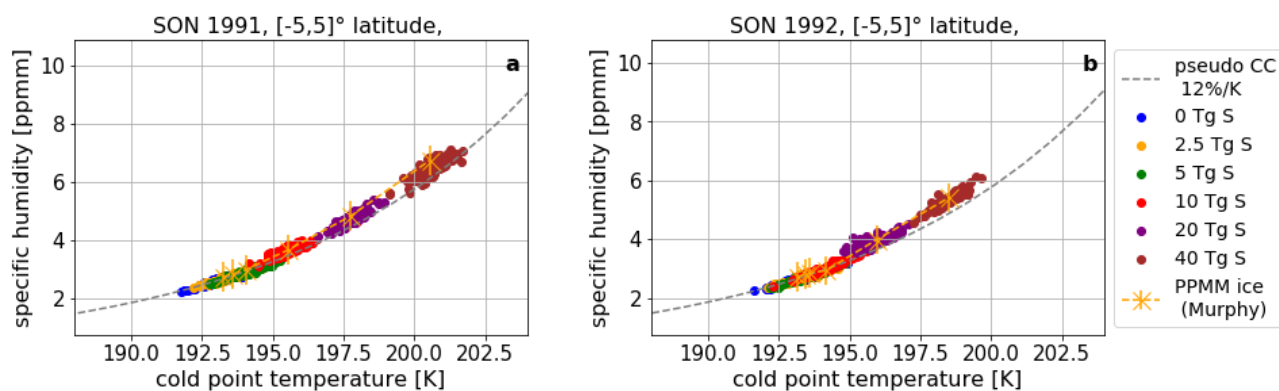 SON 1991, [-5,5]° latitude,
a
10
8
6
4
2
specific humidity [ppmm]
190.0 192.5 195.0 197.5 200.0 202.5
cold point temperature [K]
SON 1992, [-5,5]° latitude,
b
10
8
6
4
2
specific humidity [ppmm]
190.0 192.5 195.0 197.5 200.0 202.5
cold point temperature [K]
pseudo CC
12%/K
0 Tg S
2.5 Tg S
5 Tg S
10 Tg S
20 Tg S
40 Tg S
PPMM ice
(Murphy)